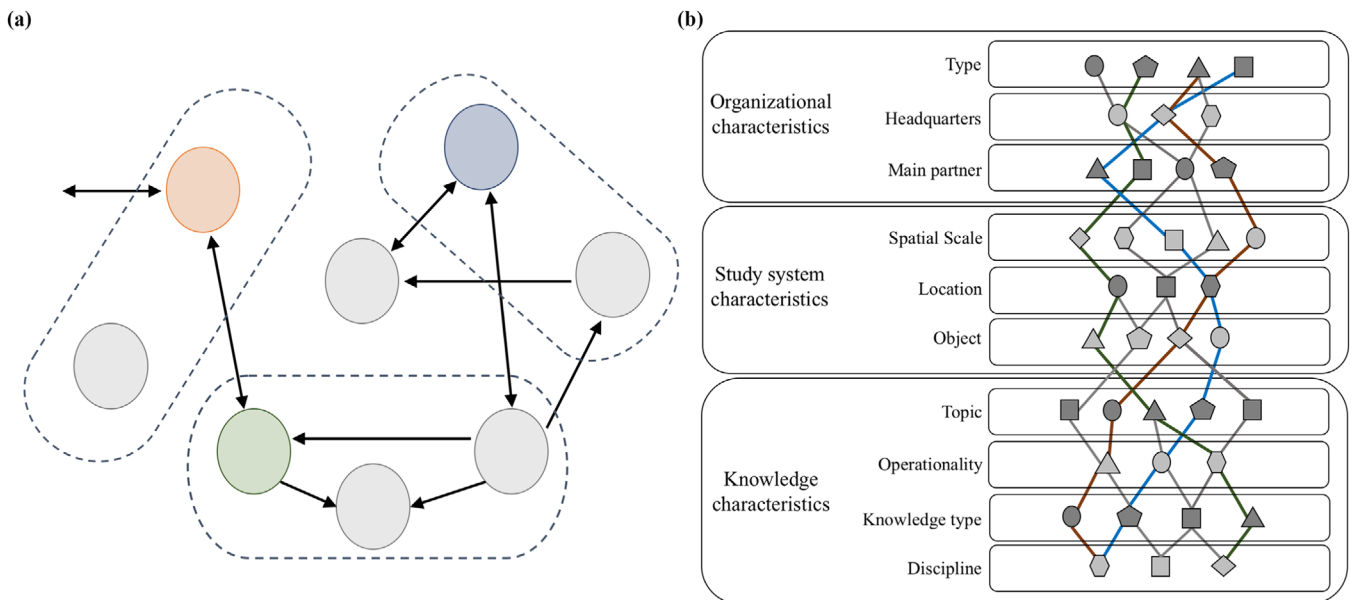 (a)
(b)
Organizational
characteristics
Type
Headquarters
Main partner
Study system
characteristics
Spatial Scale
Location
Object
Knowledge
characteristics
Topic
Operationality
Knowledge type
Discipline